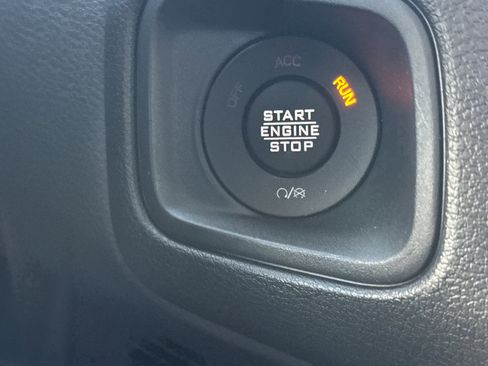 OFF
ACC
RUN
START
ENGINE
STOP